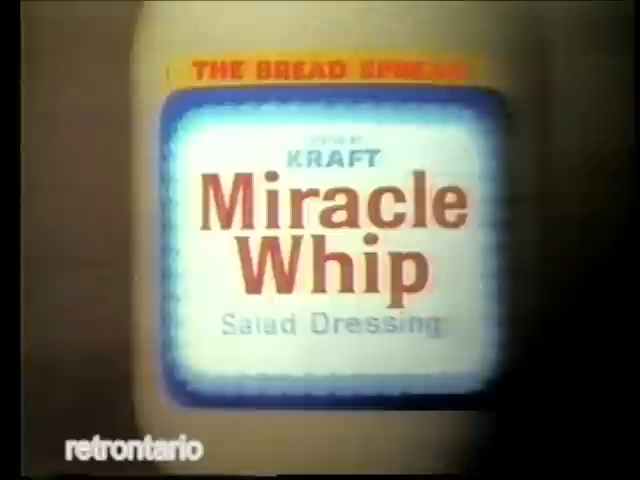 THE BREAD SPREAD
KRAFT
Miracle
Whip
Salad Dressing
retrontario